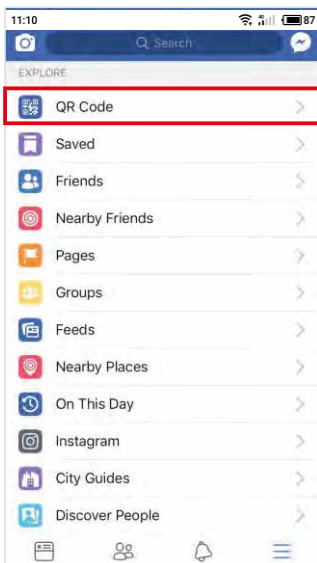 11:10
87
Search
EXPLORE
QR Code
Saved
Friends
Nearby Friends
Pages
Groups
Feeds
Nearby Places
On This Day
Instagram
City Guides
Discover People